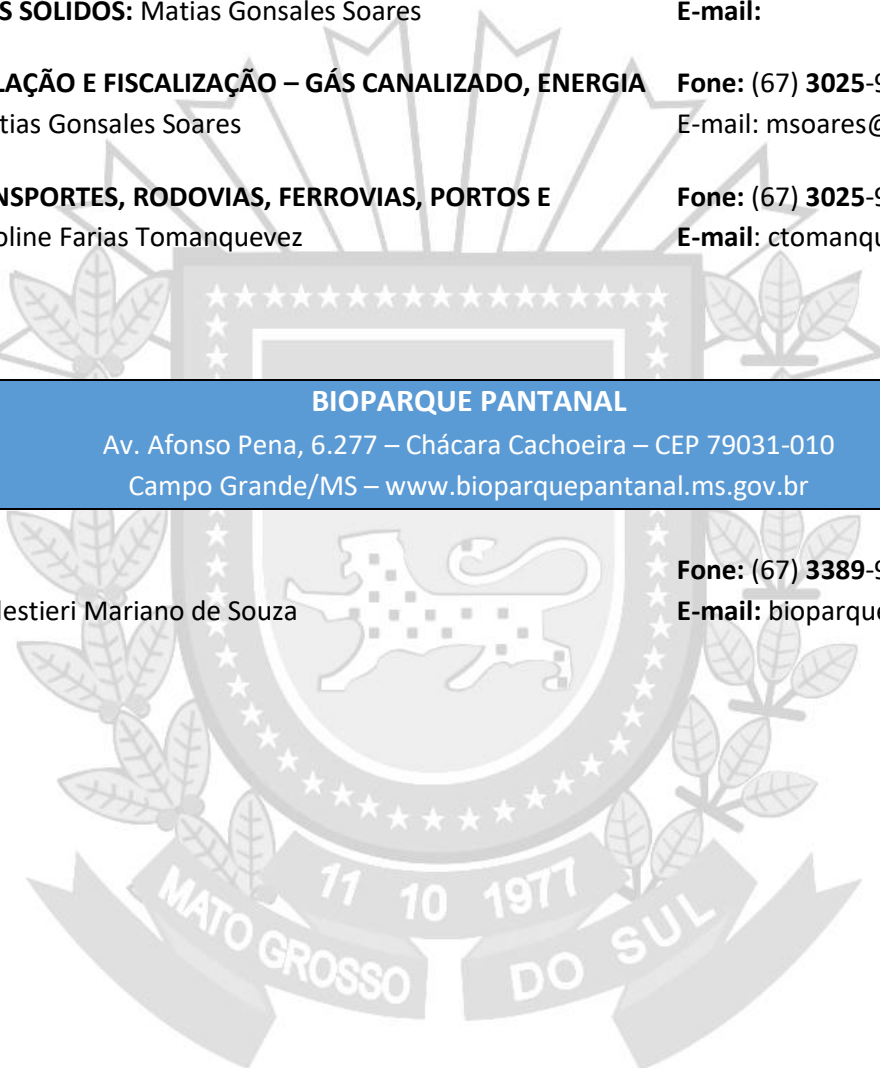 S SÓLIDOS: Matias Gonsales Soares E-mail:
LAÇÃO E FISCALIZAÇÃO – GÁS CANALIZADO, ENERGIA Fone: (67) 3025-9
tias Gonsales Soares E-mail: msoares@
NSPORTES, RODOVIAS, FERROVIAS, PORTOS E Fone: (67) 3025-9
oline Farias Tomanquevez E-mail: ctomanqu
BIOPARQUE PANTANAL
Av. Afonso Pena, 6.277 – Chácara Cachoeira – CEP 79031-010
Campo Grande/MS – www.bioparquepantanal.ms.gov.br
Fone: (67) 3389-9
lestieri Mariano de Souza E-mail: bioparque
11 10 1977
MATO GROSSO DO SUL